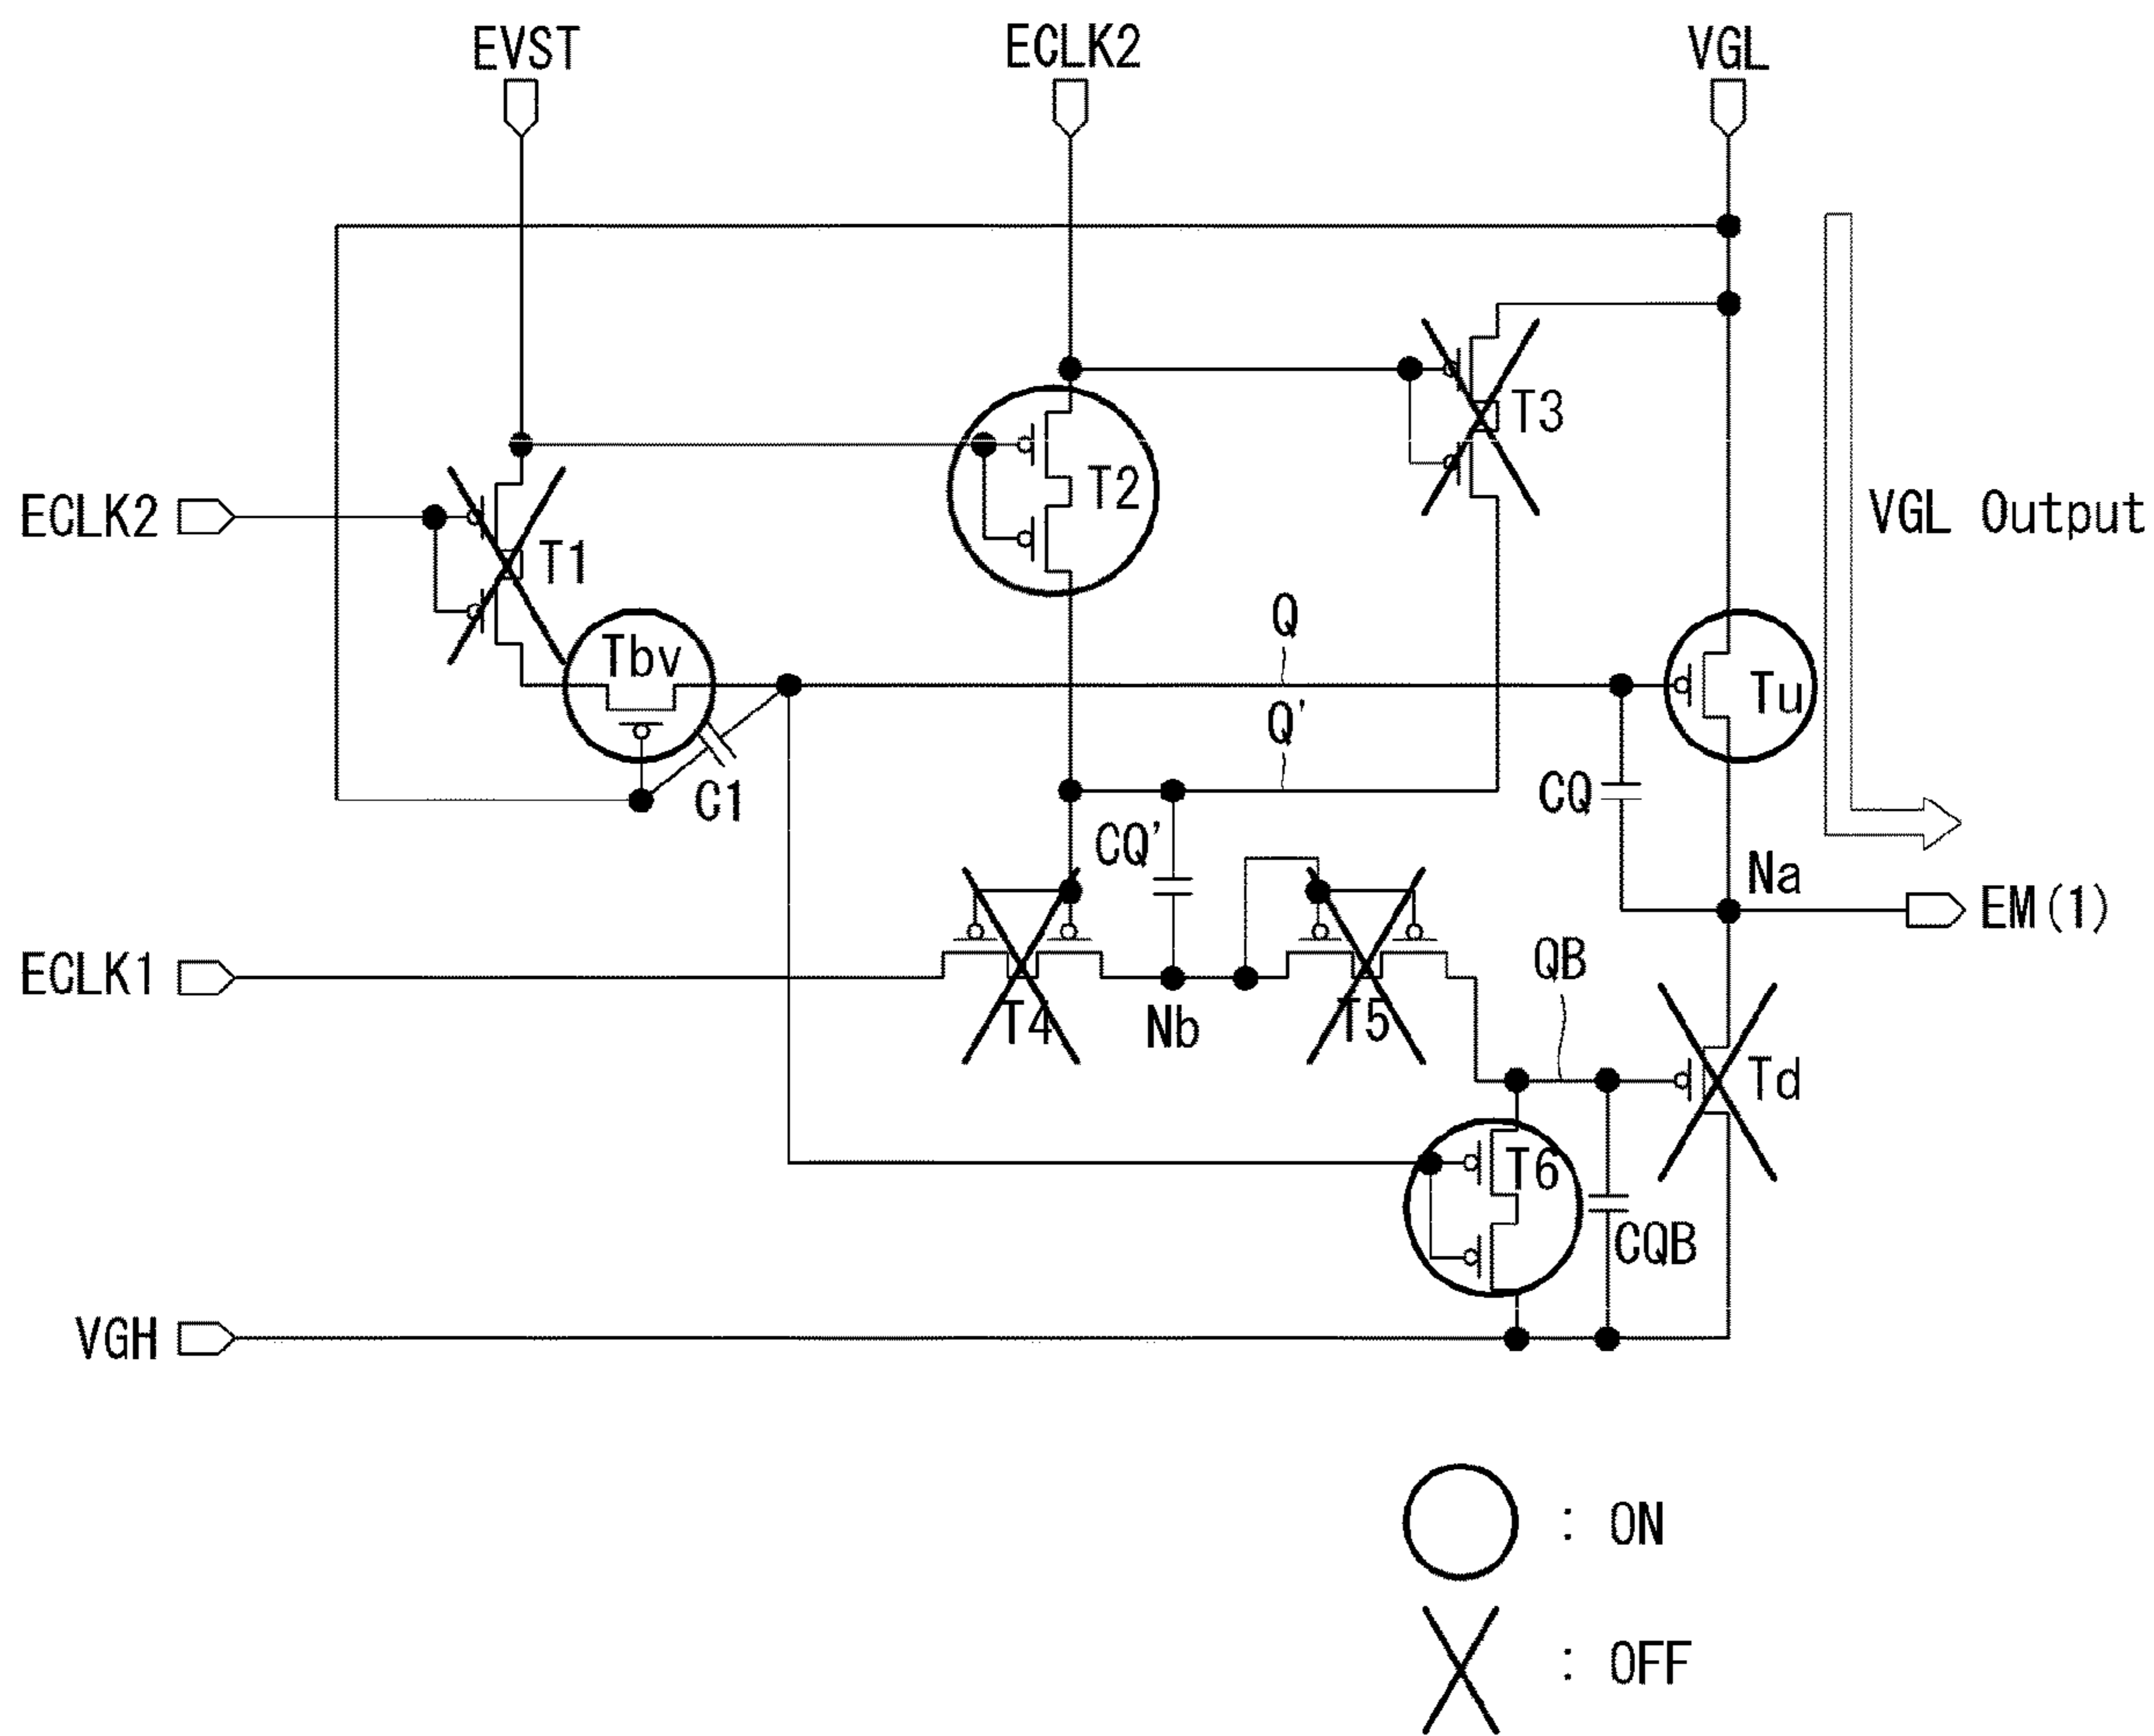 EVST
ECLK2
VGL
T3
T2
ECLK2
VGL Output
T1
Q
Tbv
Tu
Q'
C1
CQ
CQ'
Na
EM(1)
QB
ECLK1
T4
Nb
T5
Td
T6
CQB
VGH
: ON
: OFF